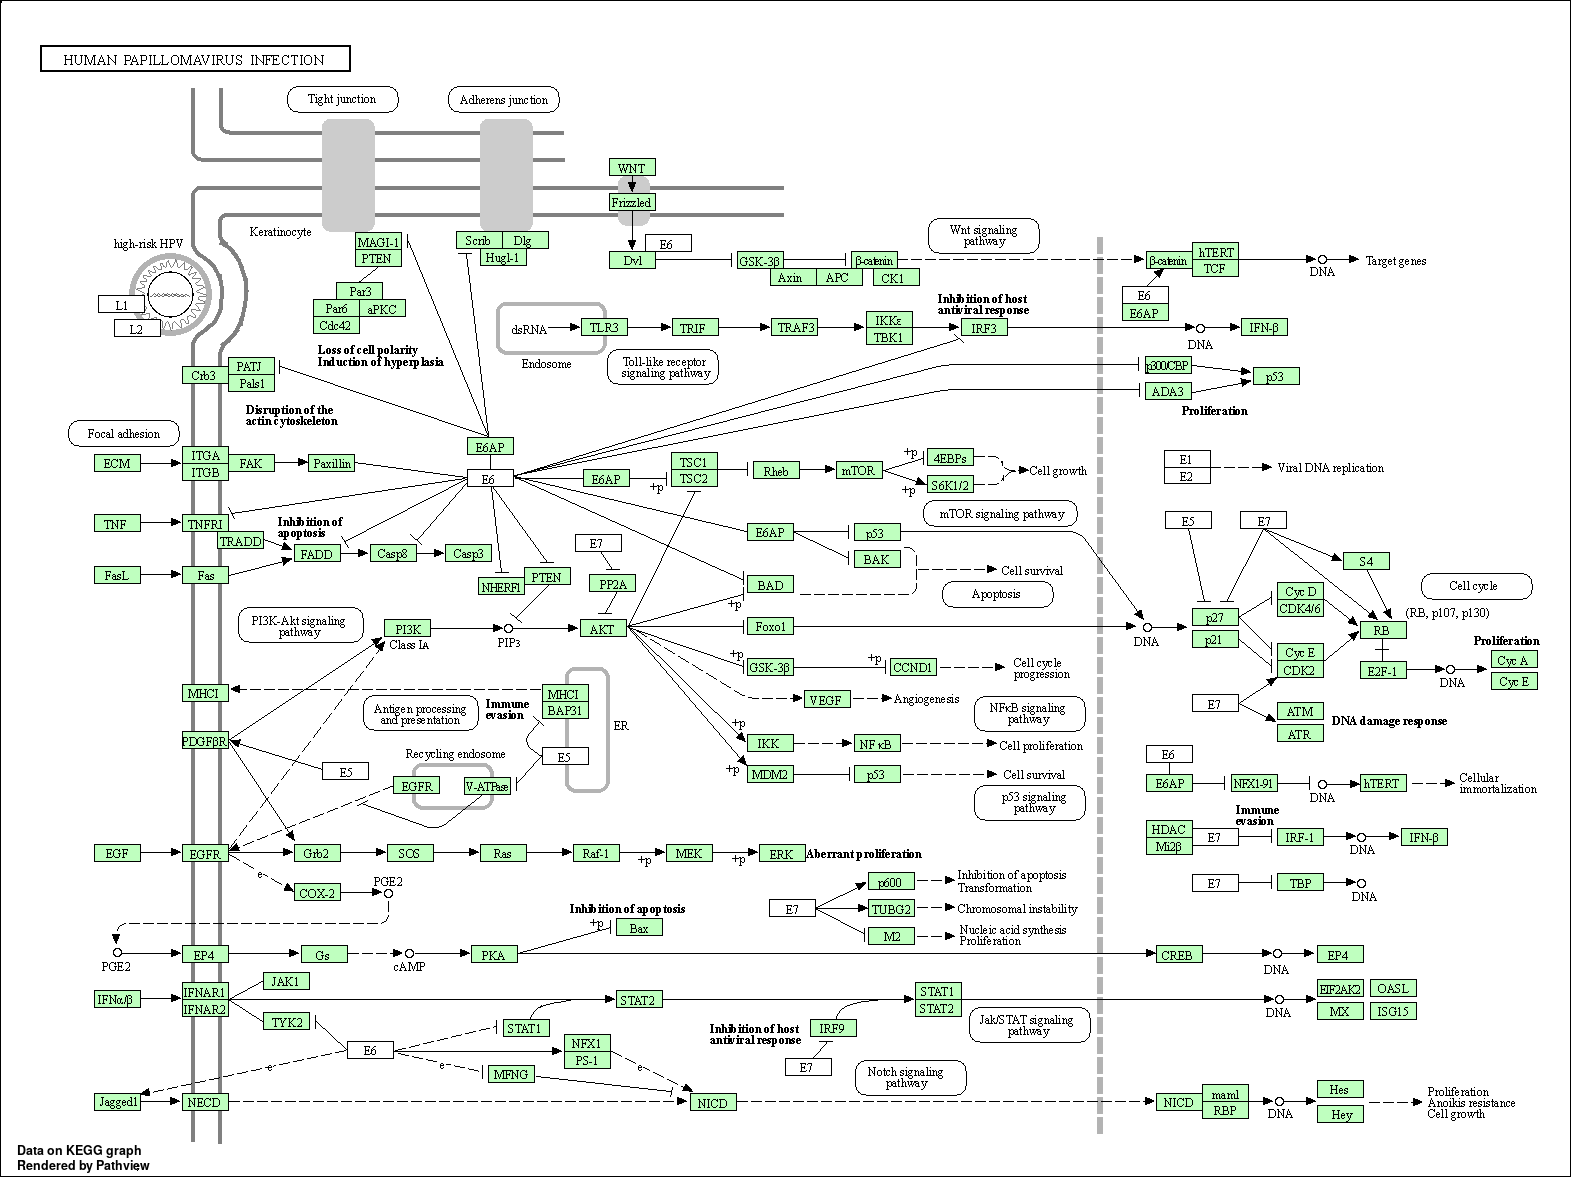 HUMAN PAPILLOMAVIRUS INFECTION
Tight junction
Adherens junction
WNT
Frizzled
Keratinocyte
high-risk HPV
L1
L2
MAGI-1
PTEN
Scrib
Dlg
Hugl-1
Par3
Par6
aPKC
Cdc42
Loss of cell polarity
Induction of hyperplasia
E6
Dvl
GSK-3β
β-catenin
Axin
APC
CK1
Wnt signaling
pathway
β-catenin
hTERT
TCF
DNA
Target genes
E6
E6AP
dsRNA
TLR3
TRIF
TRAF3
IKKε
TBK1
Inhibition of host
antiviral response
IRF3
DNA
IFN-β
Endosome
Toll-like receptor
signaling pathway
Crb3
PATJ
Pals1
p300/CBP
ADA3
p53
Proliferation
Disruption of the
actin cytoskeleton
Focal adhesion
ECM
ITGA
ITGB
FAK
Paxillin
E6AP
E6
E6AP
+p
TSC1
TSC2
Rheb
mTOR
+p
+p
4EBPs
S6K1/2
Cell growth
mTOR signaling pathway
E1
E2
Viral DNA replication
TNF
TNFR1
TRADD
Inhibition of
apoptosis
FADD
Casp8
Casp3
FasL
Fas
NHERF1
PTEN
E7
PP2A
E6AP
p53
BAK
BAD
+p
Cell survival
Apoptosis
E5
E7
S4
p27
p21
Cyc D
CDK4/6
Cyc E
CDK2
RB
(RB, p107, p130)
Cell cycle
E2F-1
DNA
Proliferation
Cyc A
Cyc E
PI3K-Akt signaling
pathway
PI3K
Class IA
PIP3
AKT
Foxo1
DNA
+p
GSK-3β
+p
CCND1
Cell cycle
progression
VEGF
Angiogenesis
NFκB signaling
pathway
+p
IKK
NFκB
Cell proliferation
+p
MDM2
p53
Cell survival
p53 signaling
pathway
E7
ATM
ATR
DNA damage response
MHCI
MHCI
BAP31
Immune
evasion
ER
Antigen processing
and presentation
PDGFβR
E5
Recycling endosome
EGFR
V-ATPase
E5
E6
E6AP
NFX1-91
DNA
hTERT
Cellular
immortalization
Immune
evasion
HDAC
Mi2β
E7
IRF-1
DNA
IFN-β
E7
TBP
DNA
EGF
EGFR
Grb2
SOS
Ras
Raf-1
+p
MEK
+p
ERK
Aberrant proliferation
e
COX-2
PGE2
E7
p600
TUBG2
M2
Inhibition of apoptosis
Transformation
Chromosomal instability
Nucleic acid synthesis
Proliferation
Inhibition of apoptosis
+p
Bax
PGE2
EP4
Gs
cAMP
PKA
CREB
DNA
EP4
IFNα/β
IFNAR1
IFNAR2
JAK1
TYK2
STAT2
STAT1
STAT1
STAT2
Inhibition of host
antiviral response
IRF9
E7
Jak/STAT signaling
pathway
DNA
EIF2AK2
OASL
MX
ISG15
E6
e
e
NFX1
PS-1
e
MFNG
Notch signaling
pathway
Jagged1
NECD
NICD
NICD
maml
RBP
DNA
Hes
Hey
Proliferation
Anoikis resistance
Cell growth
Data on KEGG graph
Rendered by Pathview